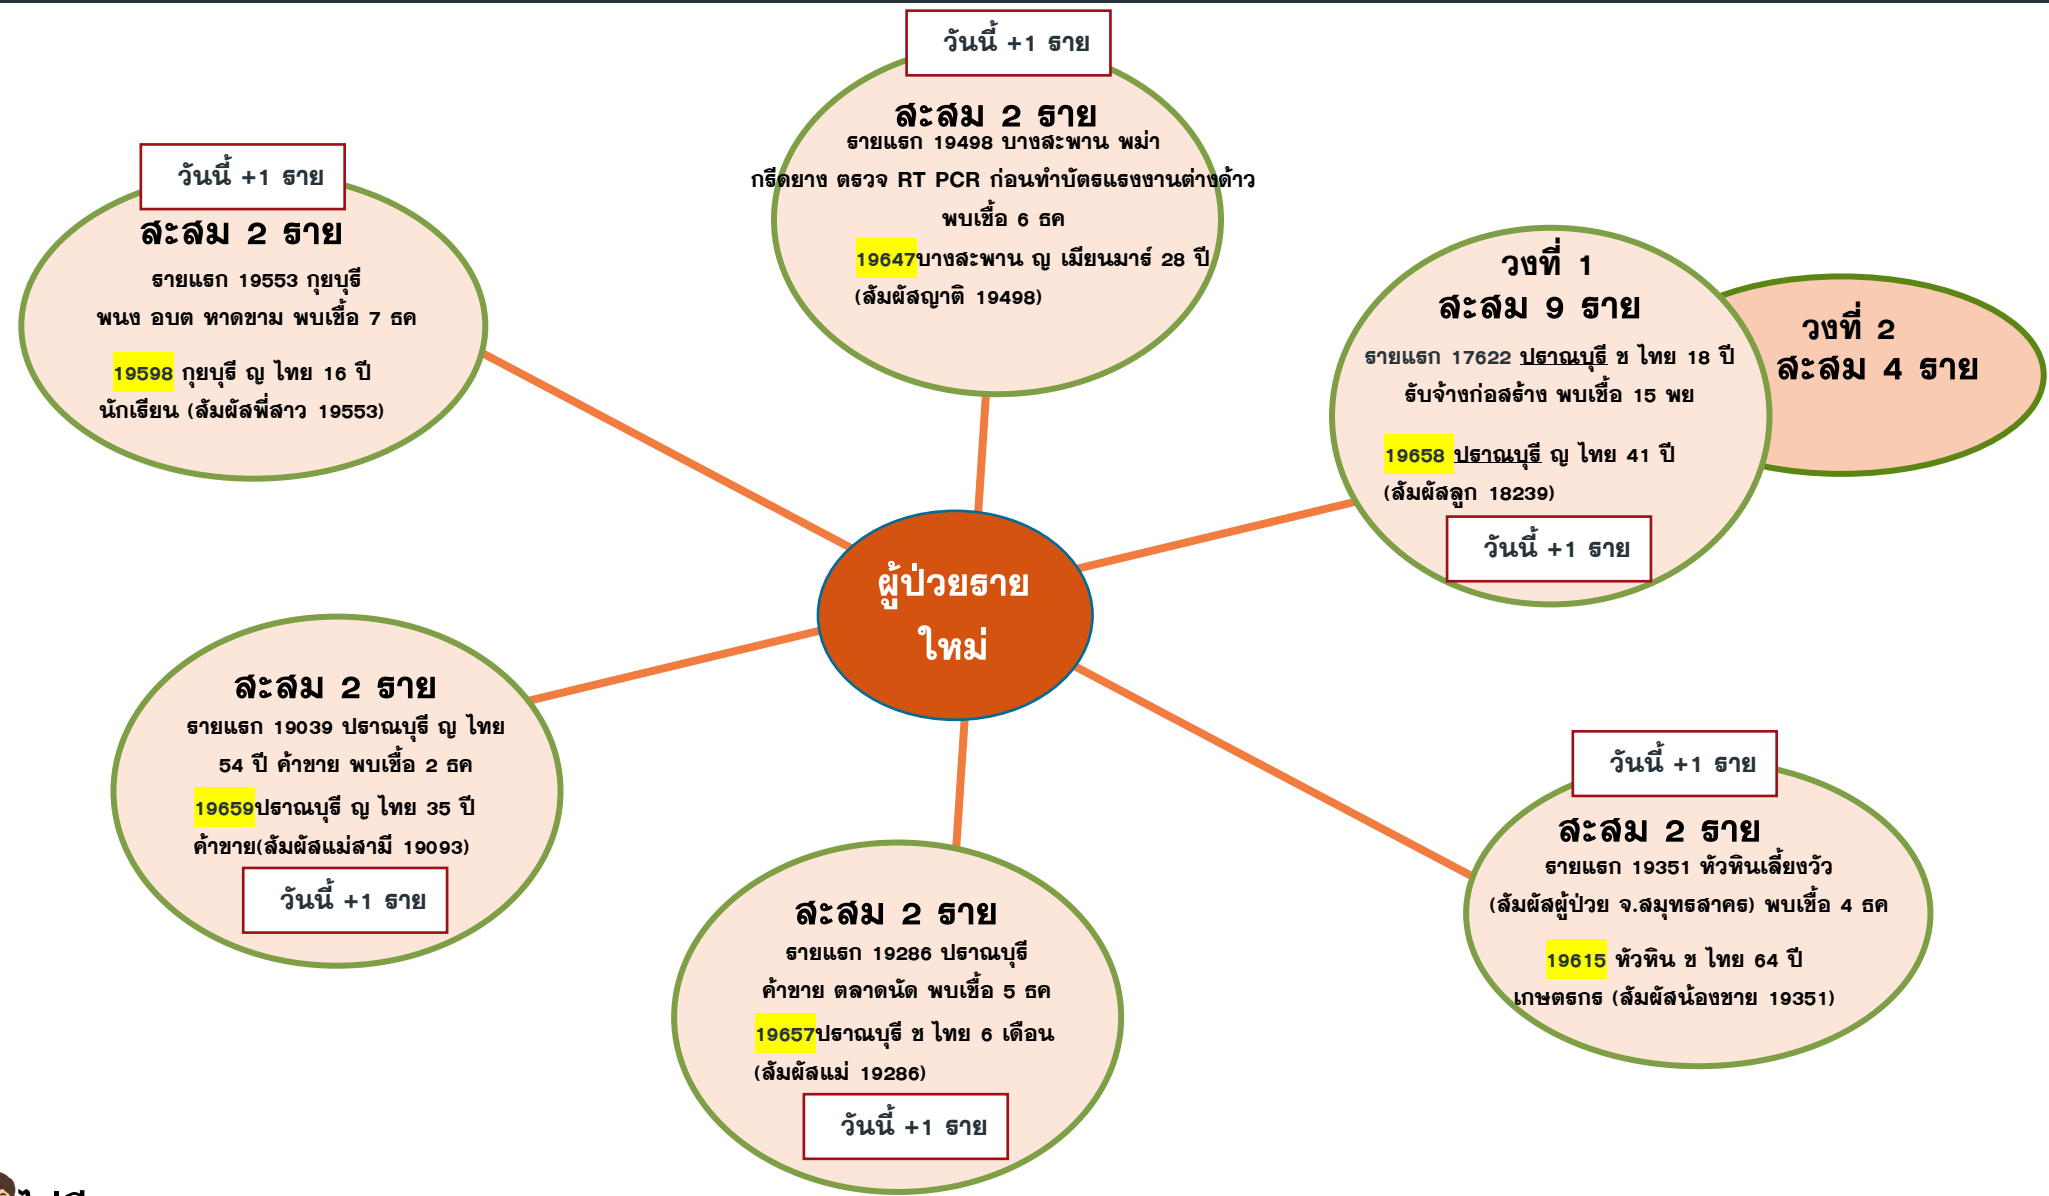 วันนี้ +1 ราย
สะสม 2 ราย
รายแรก 19498 บางสะพาน พม่า
กรีดยาง ตรวจ RT PCR ก่อนทำบัตรแรงงานต่างด้าว
พบเชื้อ 6 ธค
19647บางสะพาน ญ เมียนมาร์ 28 ปี
(สัมผัสญาติ 19498)
วันนี้ +1 ราย
สะสม 2 ราย
รายแรก 19553 กุยบุรี
พนง อบต หาดขาม พบเชื้อ 7 ธค
19598 กุยบุรี ญ ไทย 16 ปี
นักเรียน (สัมผัสพี่สาว 19553)
วงที่ 1
สะสม 9 ราย
รายแรก 17622 ปราณบุรี ช ไทย 18 ปี
รับจ้างก่อสร้าง พบเชื้อ 15 พย
19658 ปราณบุรี ญ ไทย 41 ปี
(สัมผัสลูก 18239)
วันนี้ +1 ราย
วงที่ 2
สะสม 4 ราย
ผู้ป่วยราย
ใหม่
สะสม 2 ราย
รายแรก 19039 ปราณบุรี ญ ไทย
54 ปี ค้าขาย พบเชื้อ 2 ธค
19659ปราณบุรี ญ ไทย 35 ปี
ค้าขาย(สัมผัสแม่สามี 19093)
วันนี้ +1 ราย
สะสม 2 ราย
รายแรก 19286 ปราณบุรี
ค้าขาย ตลาดนัด พบเชื้อ 5 ธค
19657ปราณบุรี ช ไทย 6 เดือน
(สัมผัสแม่ 19286)
วันนี้ +1 ราย
วันนี้ +1 ราย
สะสม 2 ราย
รายแรก 19351 หัวหินเลี้ยงวัว
(สัมผัสผู้ป่วย จ.สมุทรสาคร) พบเชื้อ 4 ธค
19615 หัวหิน ช ไทย 64 ปี
เกษตรกร (สัมผัสน้องชาย 19351)